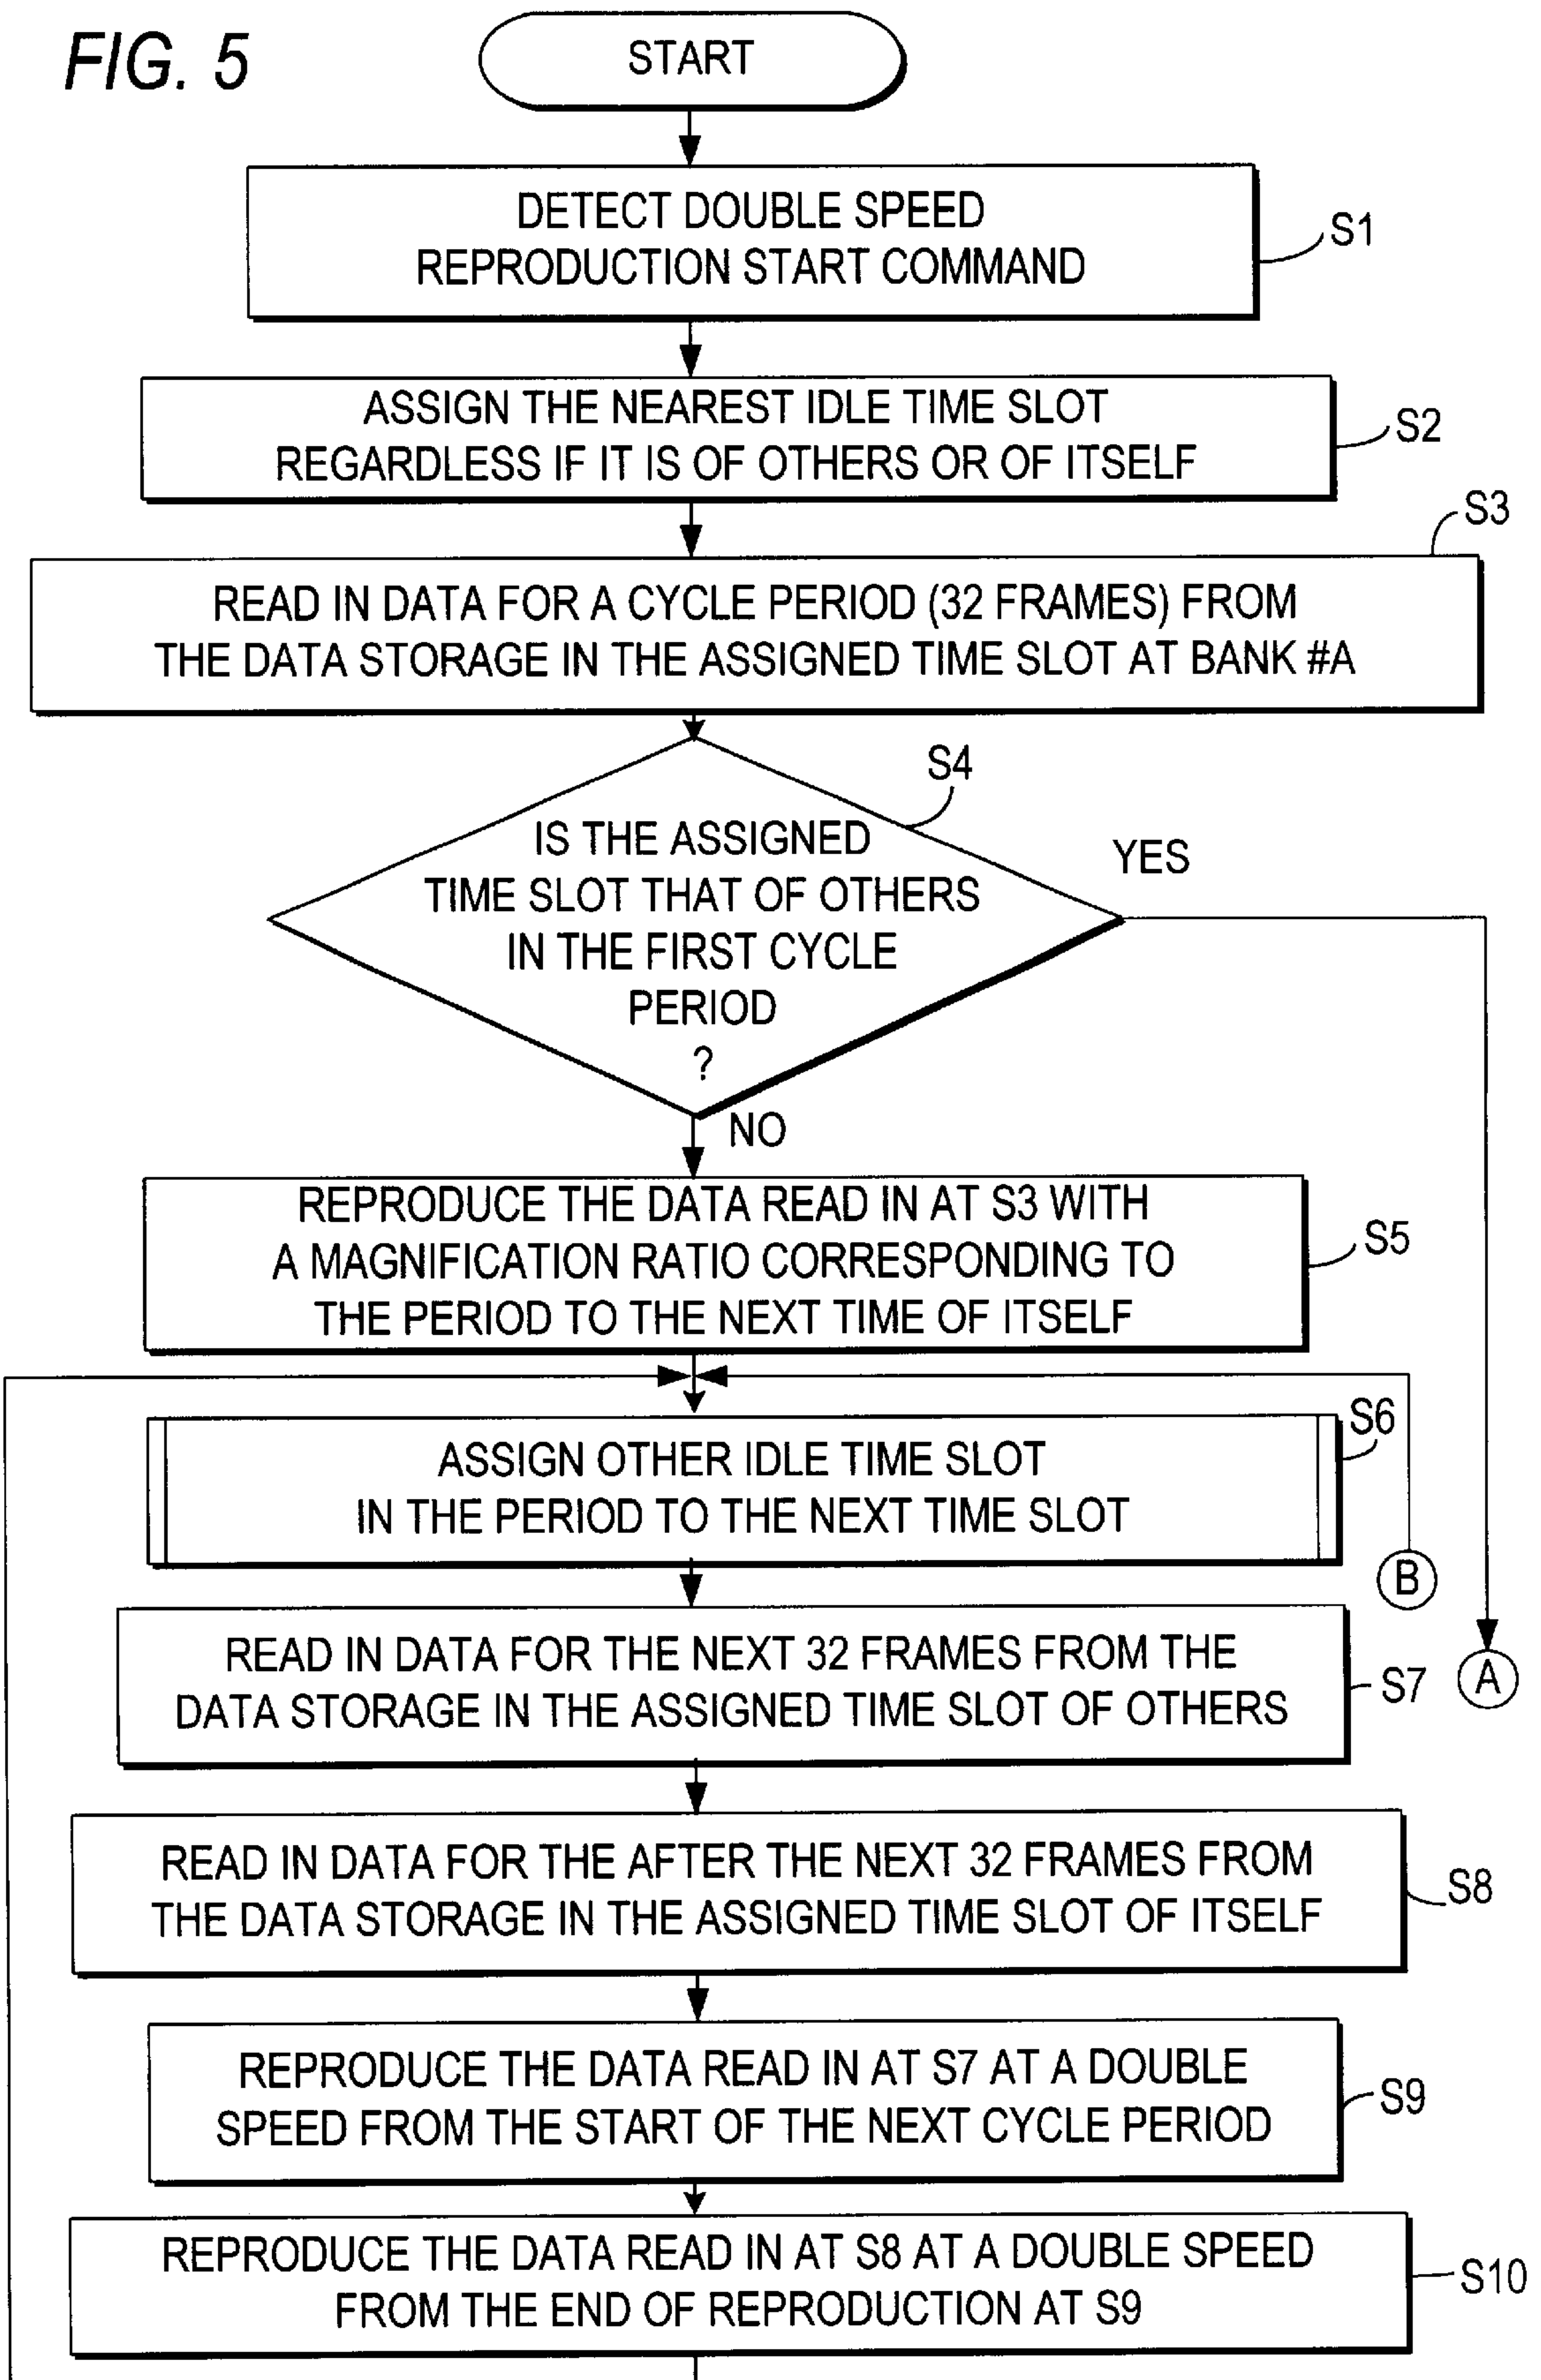 FIG. 5
START
DETECT DOUBLE SPEED
REPRODUCTION START COMMAND
S1
ASSIGN THE NEAREST IDLE TIME SLOT
REGARDLESS IF IT IS OF OTHERS OR OF ITSELF
S2
S3
READ IN DATA FOR A CYCLE PERIOD (32 FRAMES) FROM
THE DATA STORAGE IN THE ASSIGNED TIME SLOT AT BANK #A
S4
IS THE ASSIGNED
TIME SLOT THAT OF OTHERS
IN THE FIRST CYCLE
PERIOD
?
YES
NO
REPRODUCE THE DATA READ IN AT S3 WITH
A MAGNIFICATION RATIO CORRESPONDING TO
THE PERIOD TO THE NEXT TIME OF ITSELF
S5
S6
ASSIGN OTHER IDLE TIME SLOT
IN THE PERIOD TO THE NEXT TIME SLOT
B
READ IN DATA FOR THE NEXT 32 FRAMES FROM THE
DATA STORAGE IN THE ASSIGNED TIME SLOT OF OTHERS
S7
A
READ IN DATA FOR THE AFTER THE NEXT 32 FRAMES FROM
THE DATA STORAGE IN THE ASSIGNED TIME SLOT OF ITSELF
S8
REPRODUCE THE DATA READ IN AT S7 AT A DOUBLE
SPEED FROM THE START OF THE NEXT CYCLE PERIOD
S9
REPRODUCE THE DATA READ IN AT S8 AT A DOUBLE SPEED
FROM THE END OF REPRODUCTION AT S9
S10